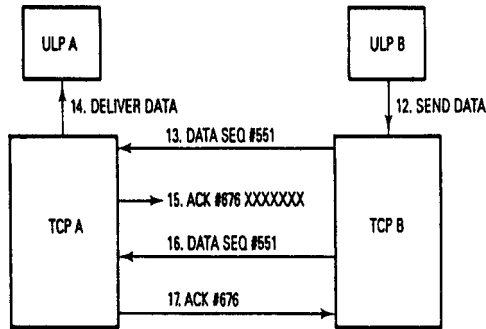 ULP A
ULP B
14. DELIVER DATA
12. SEND DATA
13. DATA SEQ #551
TCP A
15. ACK #676 XXXXXXX
TCP B
16. DATA SEQ #551
17. ACK #676